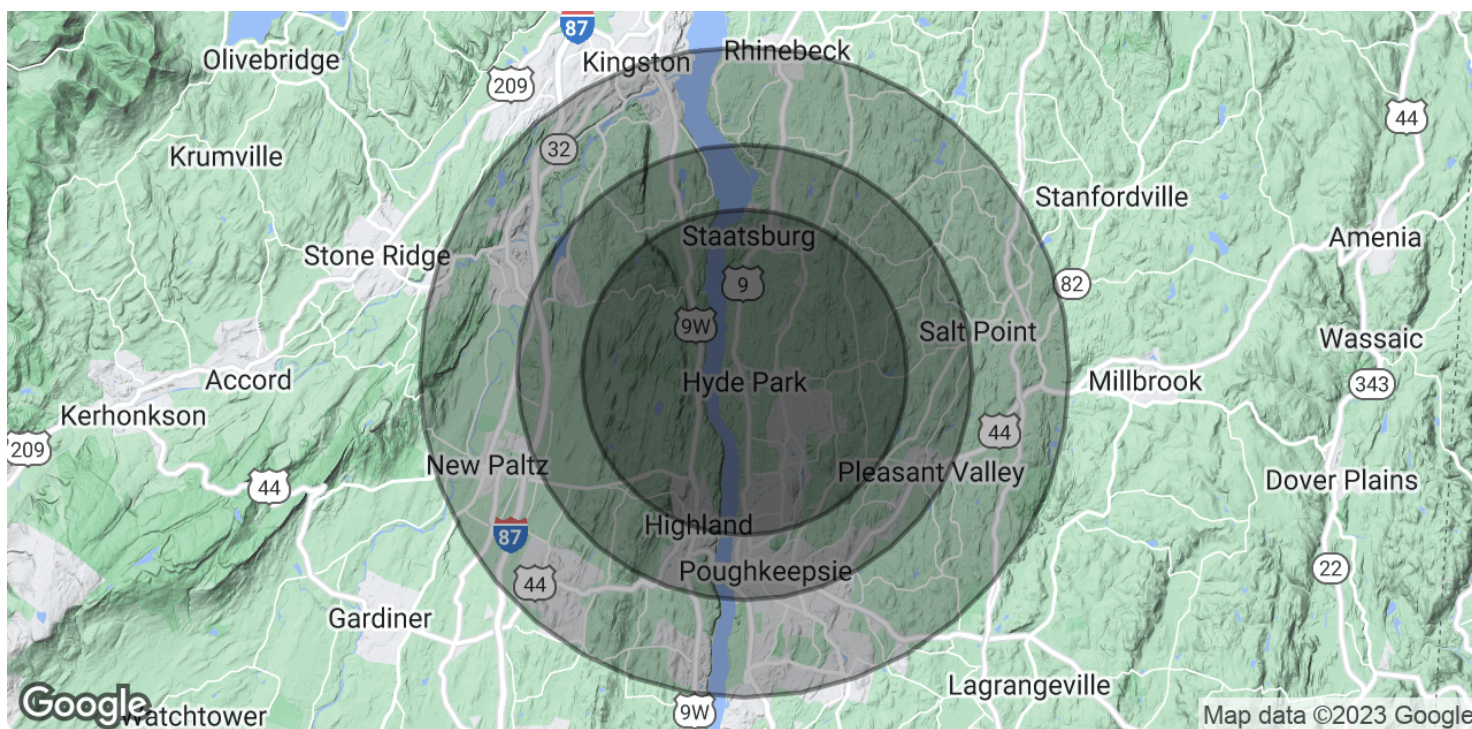 87
Olivebridge
Kingston
Rhinebeck
209
44
32
Krumville
Stanfordville
Staatsburg
Amenia
Stone Ridge
9
82
9W
Salt Point
Wassaic
Accord
Hyde Park
Millbrook
343
Kerhonkson
209
44
44
New Paltz
Pleasant Valley
Dover Plains
Highland
87
44
Poughkeepsie
22
Gardiner
Lagrangeville
Google
Watchtower
9W
Map data ©2023 Google